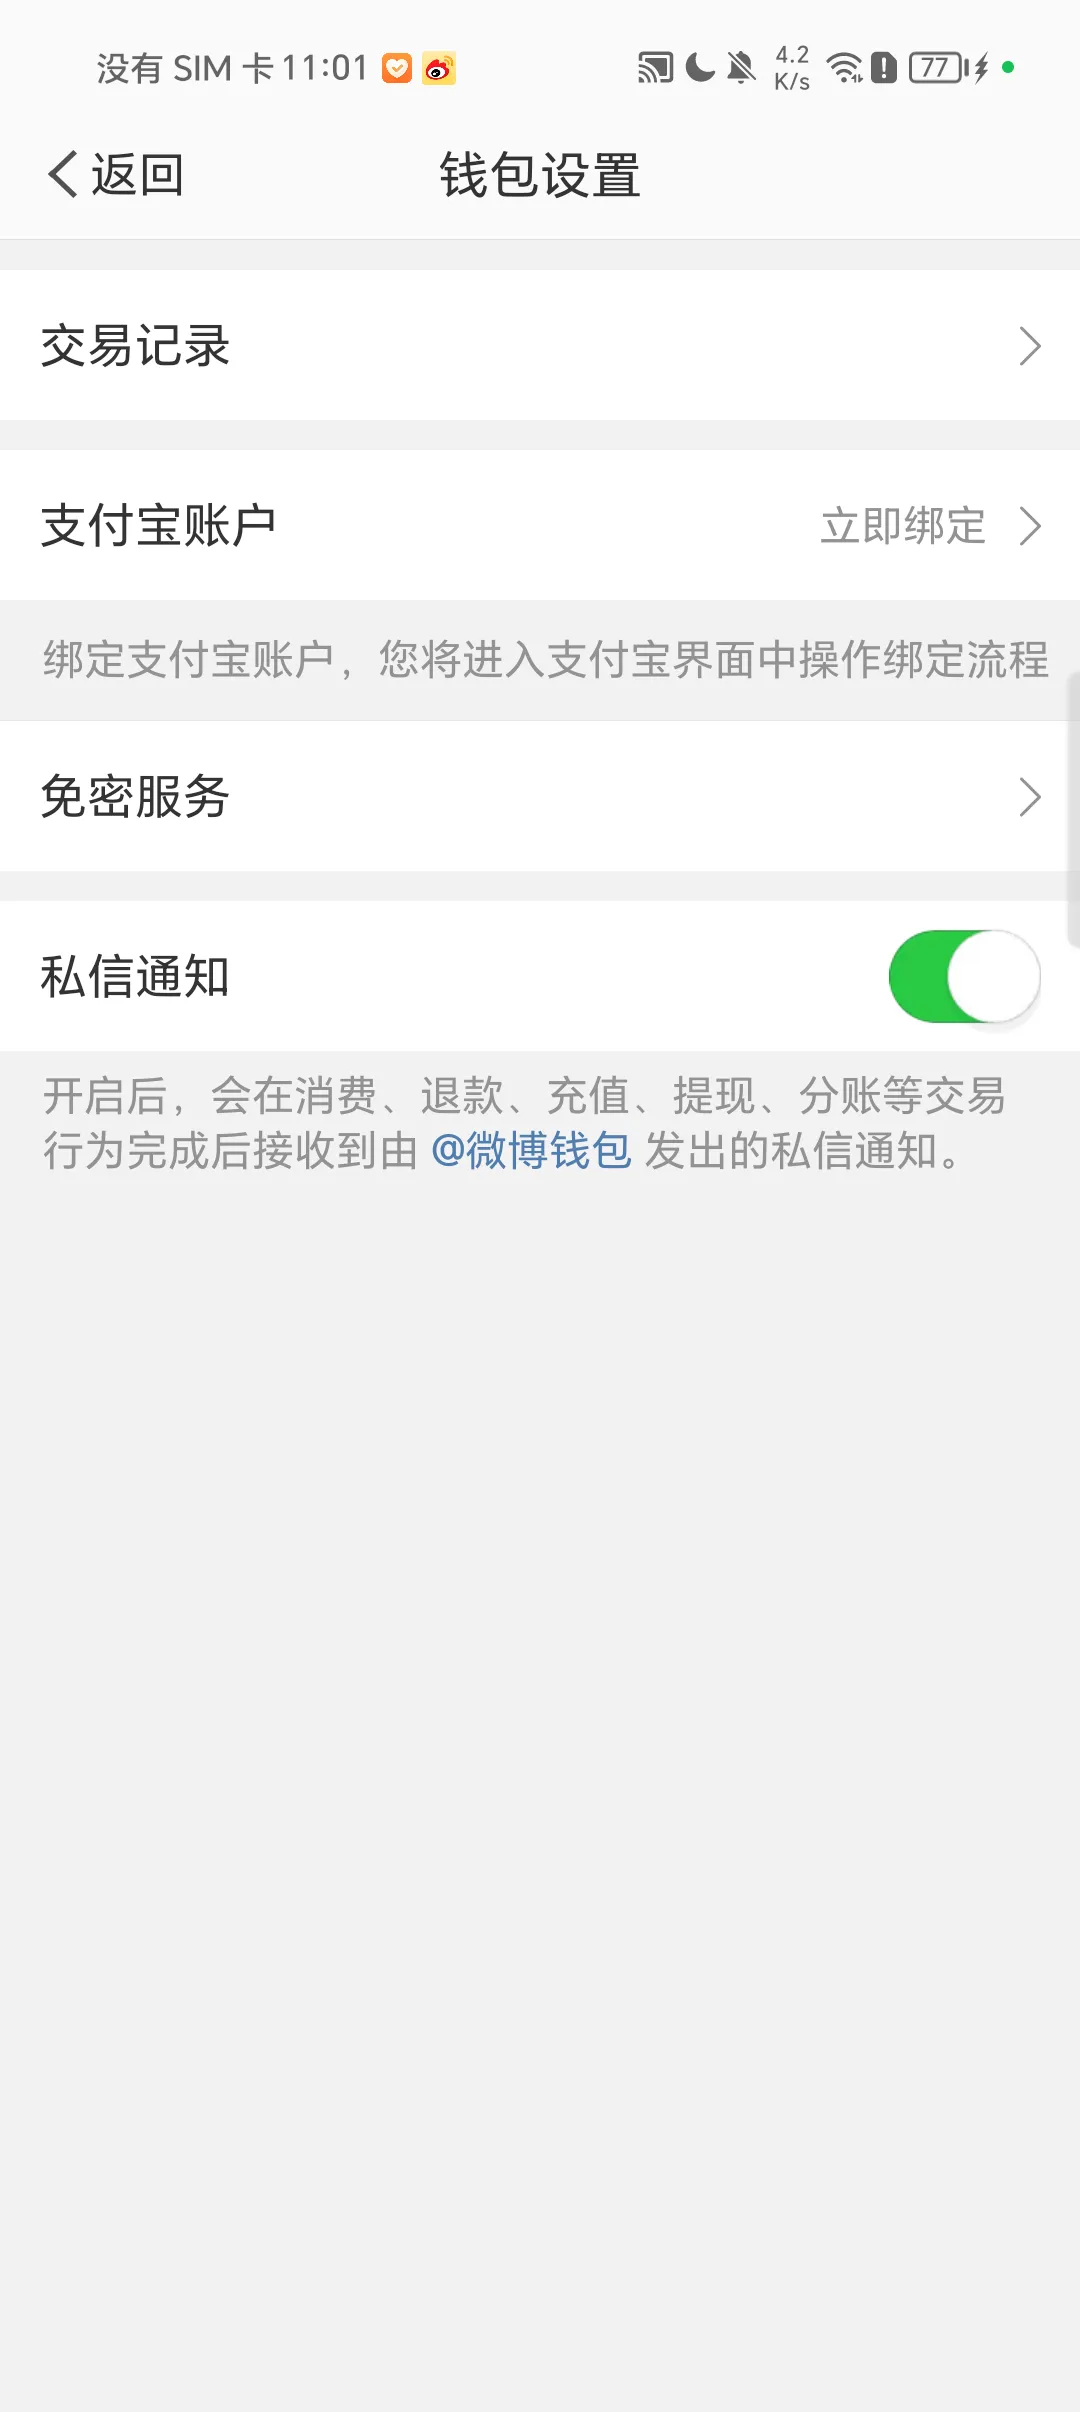 没有 SIM 卡 11:01
4.2
K/s
77
返回
钱包设置
交易记录
支付宝账户
立即绑定
绑定支付宝账户，您将进入支付宝界面中操作绑定流程
免密服务
私信通知
开启后，会在消费、退款、充值、提现、分账等交易
行为完成后接收到由 @微博钱包 发出的私信通知。